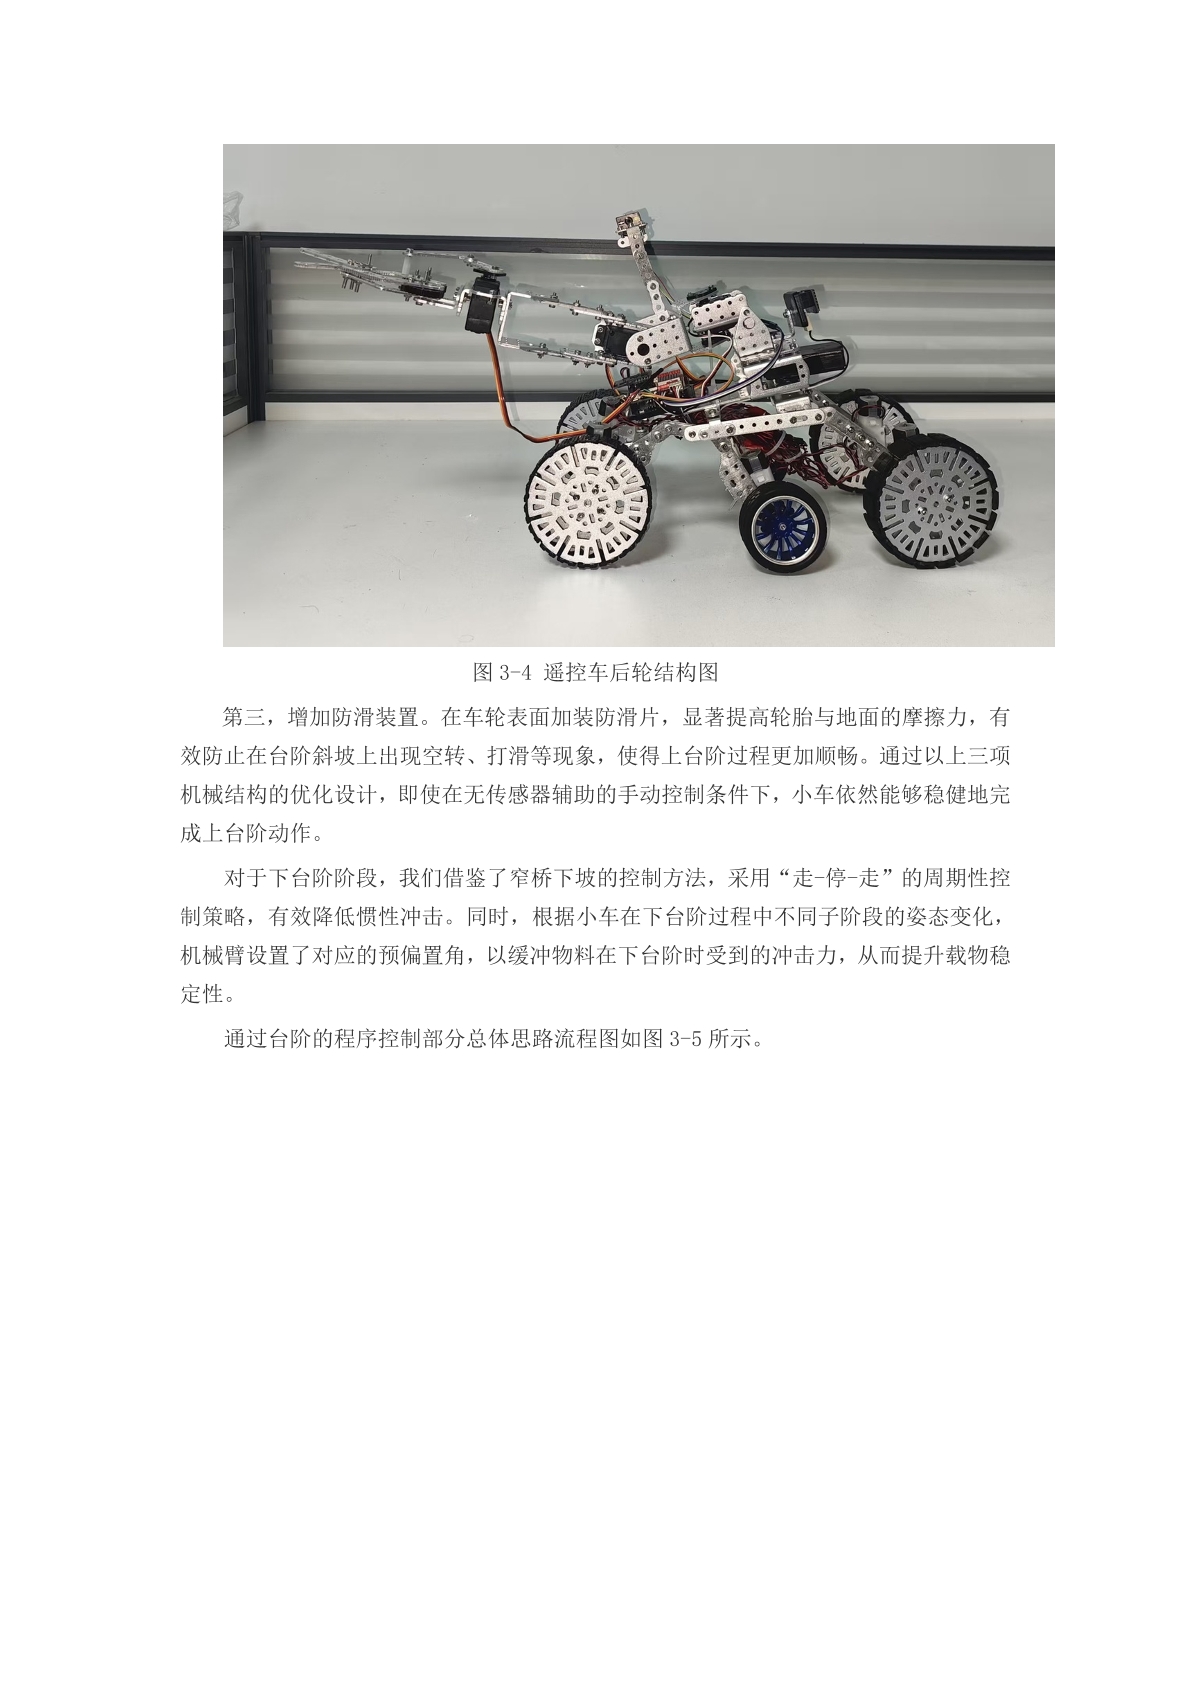 图 3-4 遥控车后轮结构图
第三，增加防滑装置。在车轮表面加装防滑片，显著提高轮胎与地面的摩擦力，有
效防止在台阶斜坡上出现空转、打滑等现象，使得上台阶过程更加顺畅。通过以上三项
机械结构的优化设计，即使在无传感器辅助的手动控制条件下，小车依然能够稳健地完
成上台阶动作。
对于下台阶阶段，我们借鉴了窄桥下坡的控制方法，采用“走-停-走”的周期性控
制策略，有效降低惯性冲击。同时，根据小车在下台阶过程中不同子阶段的姿态变化，
机械臂设置了对应的预偏置角，以缓冲物料在下台阶时受到的冲击力，从而提升载物稳
定性。
通过台阶的程序控制部分总体思路流程图如图 3-5 所示。